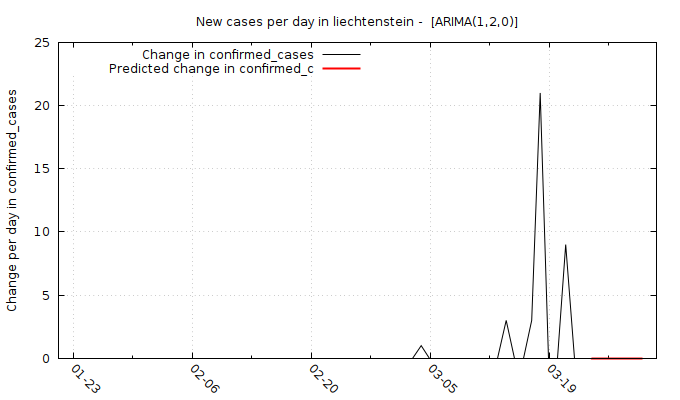 New cases per day in liechtenstein -  [ARIMA(1,2,0)]
Change in confirmed_cases
Predicted change in confirmed_c
Change per day in confirmed_cases
25
20
15
10
5
0
01-23
02-06
02-20
03-05
03-19